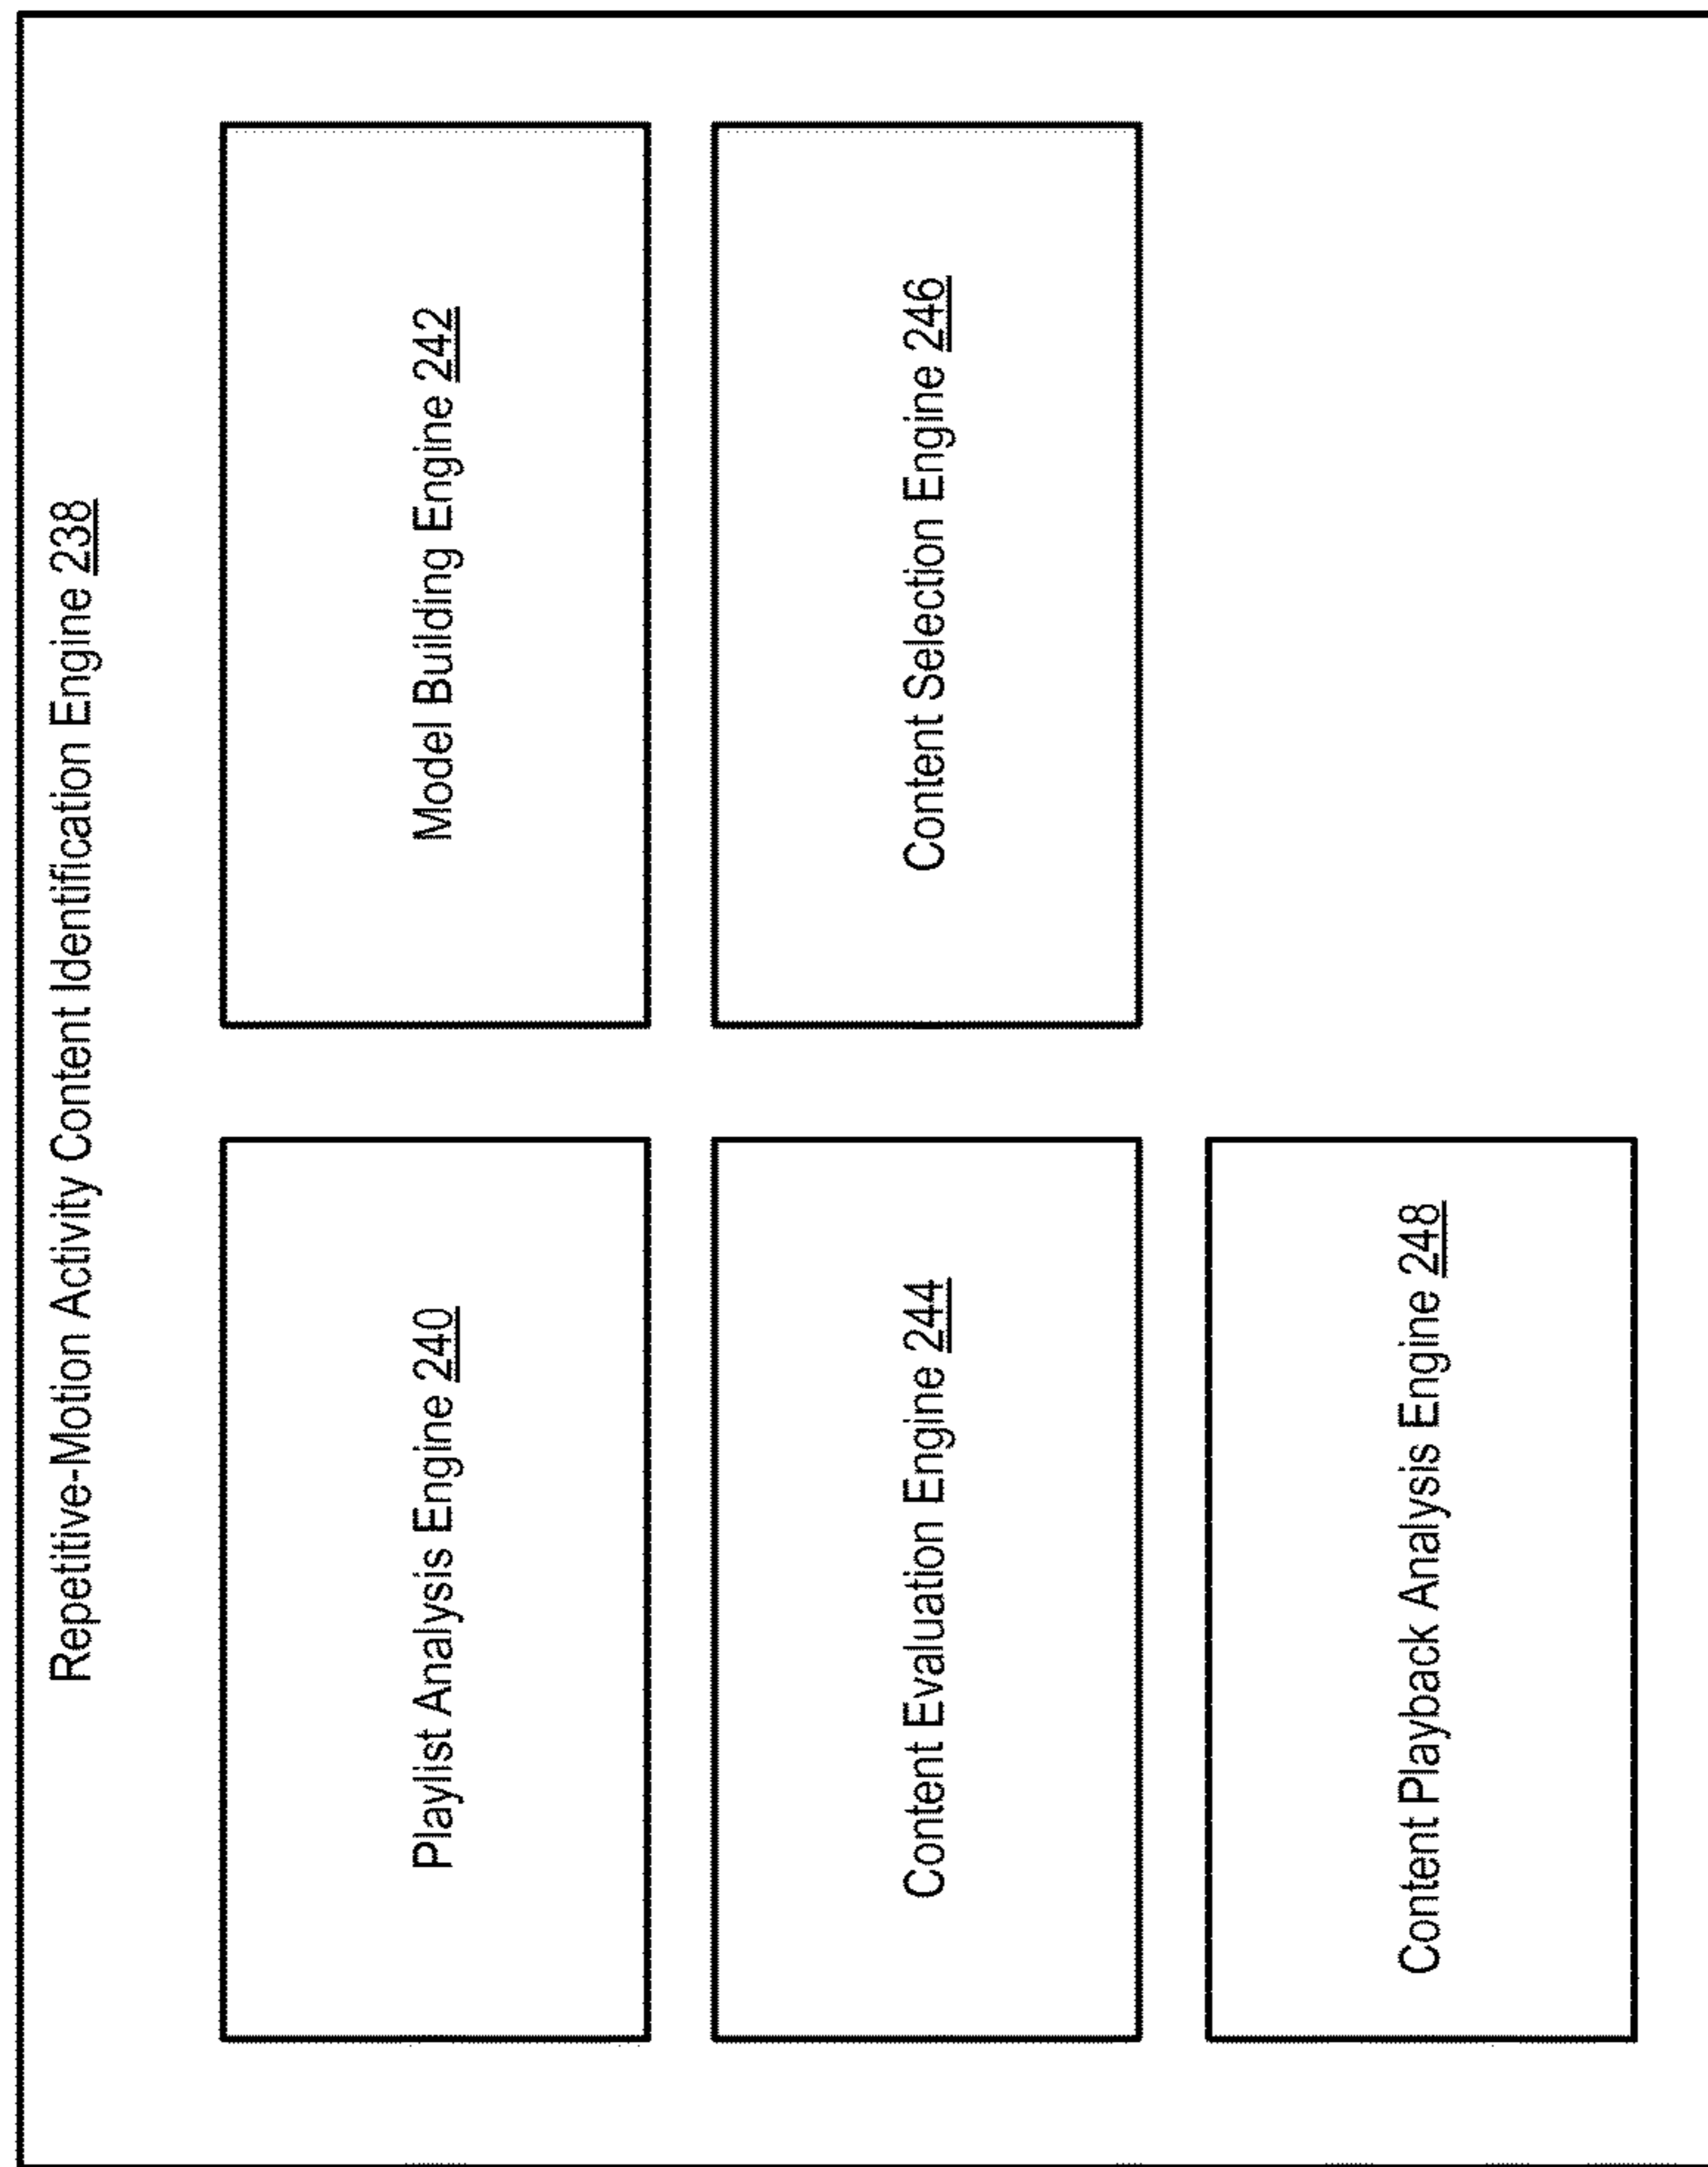 Repetitive-Motion Activity Content Identification Engine 238
Playlist Analysis Engine 240
Model Building Engine 242
Content Evaluation Engine 244
Content Selection Engine 246
Content Playback Analysis Engine 248